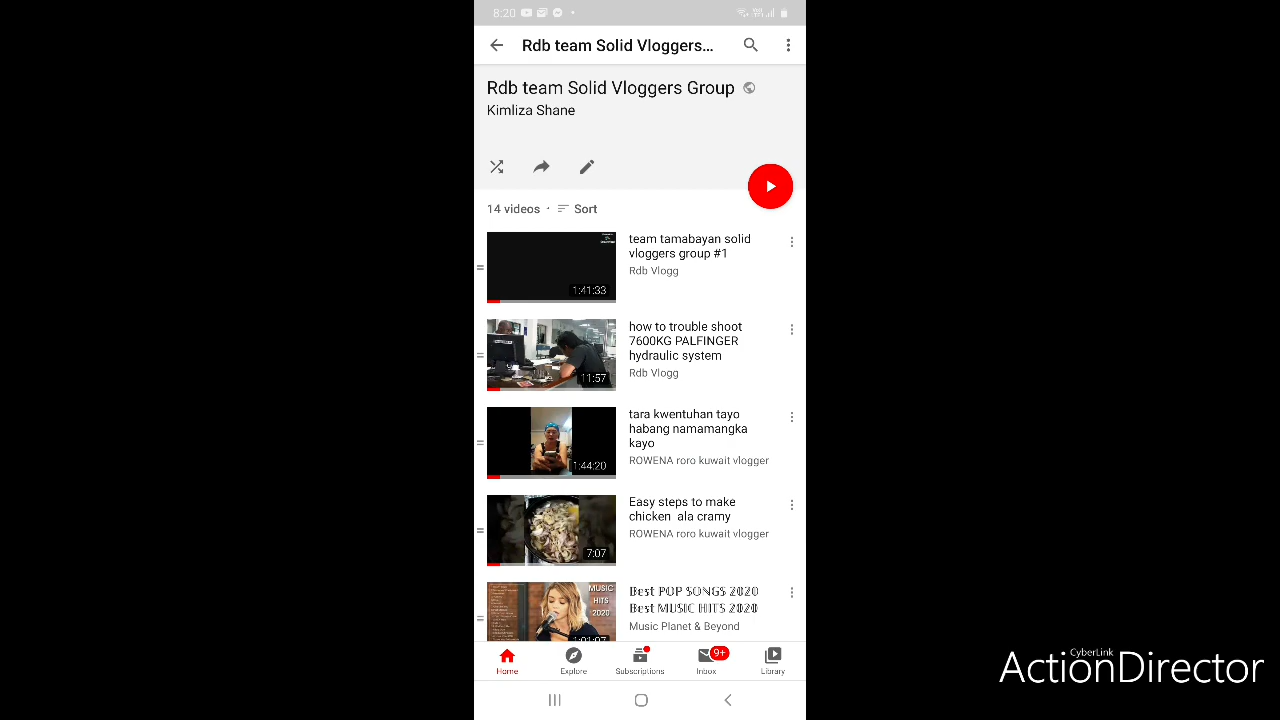 8:20
Rdb team Solid Vloggers...
Rdb team Solid Vloggers Group
Kimliza Shane
14 videos · Sort
team tamabayan solid
vloggers group #1
Rdb Vlogg
1:41:33
how to trouble shoot
7600KG PALFINGER
hydraulic system
Rdb Vlogg
11:57
tara kwentuhan tayo
habang namamangka
kayo
ROWENA roro kuwait vlogger
1:44:20
Easy steps to make
chicken ala cramy
ROWENA roro kuwait vlogger
7:07
𝔹𝕖𝕤𝕥 ℙ𝕆ℙ 𝕊𝕆ℕ𝔾𝕊 𝟚𝟘𝟚𝟘
𝔹𝕖𝕤𝕥 𝕄𝕌𝕊𝕀ℂ ℍ𝕀𝕋𝕊 𝟚𝟘𝟚𝟘
Music Planet & Beyond
MUSIC
HITS
2020
1:01:07
9+
Home
Explore
Subscriptions
Inbox
Library
CyberLink
ActionDirector